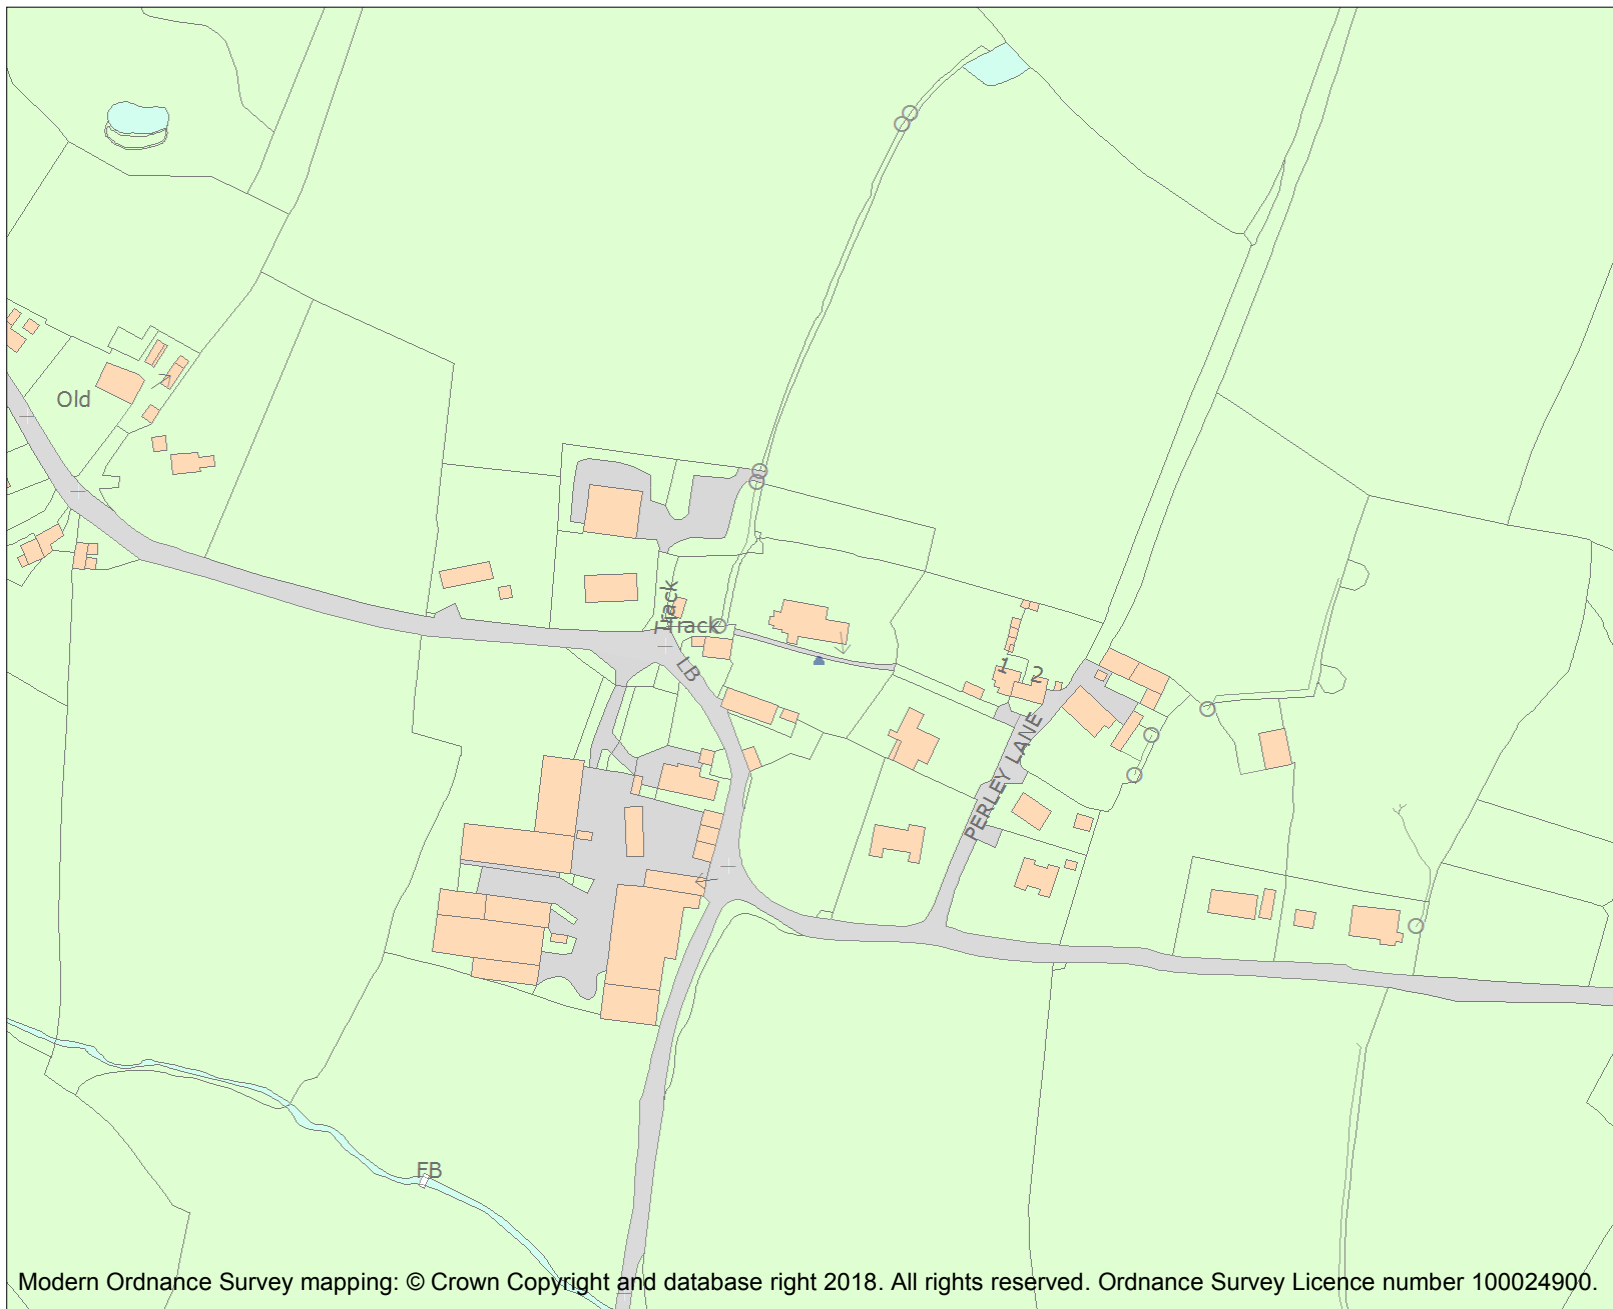 Old
Track
Track
LB
1
2
PERLEY LANE
FB
Modern Ordnance Survey mapping: © Crown Copyright and database right 2018. All rights reserved. Ordnance Survey Licence number 100024900.